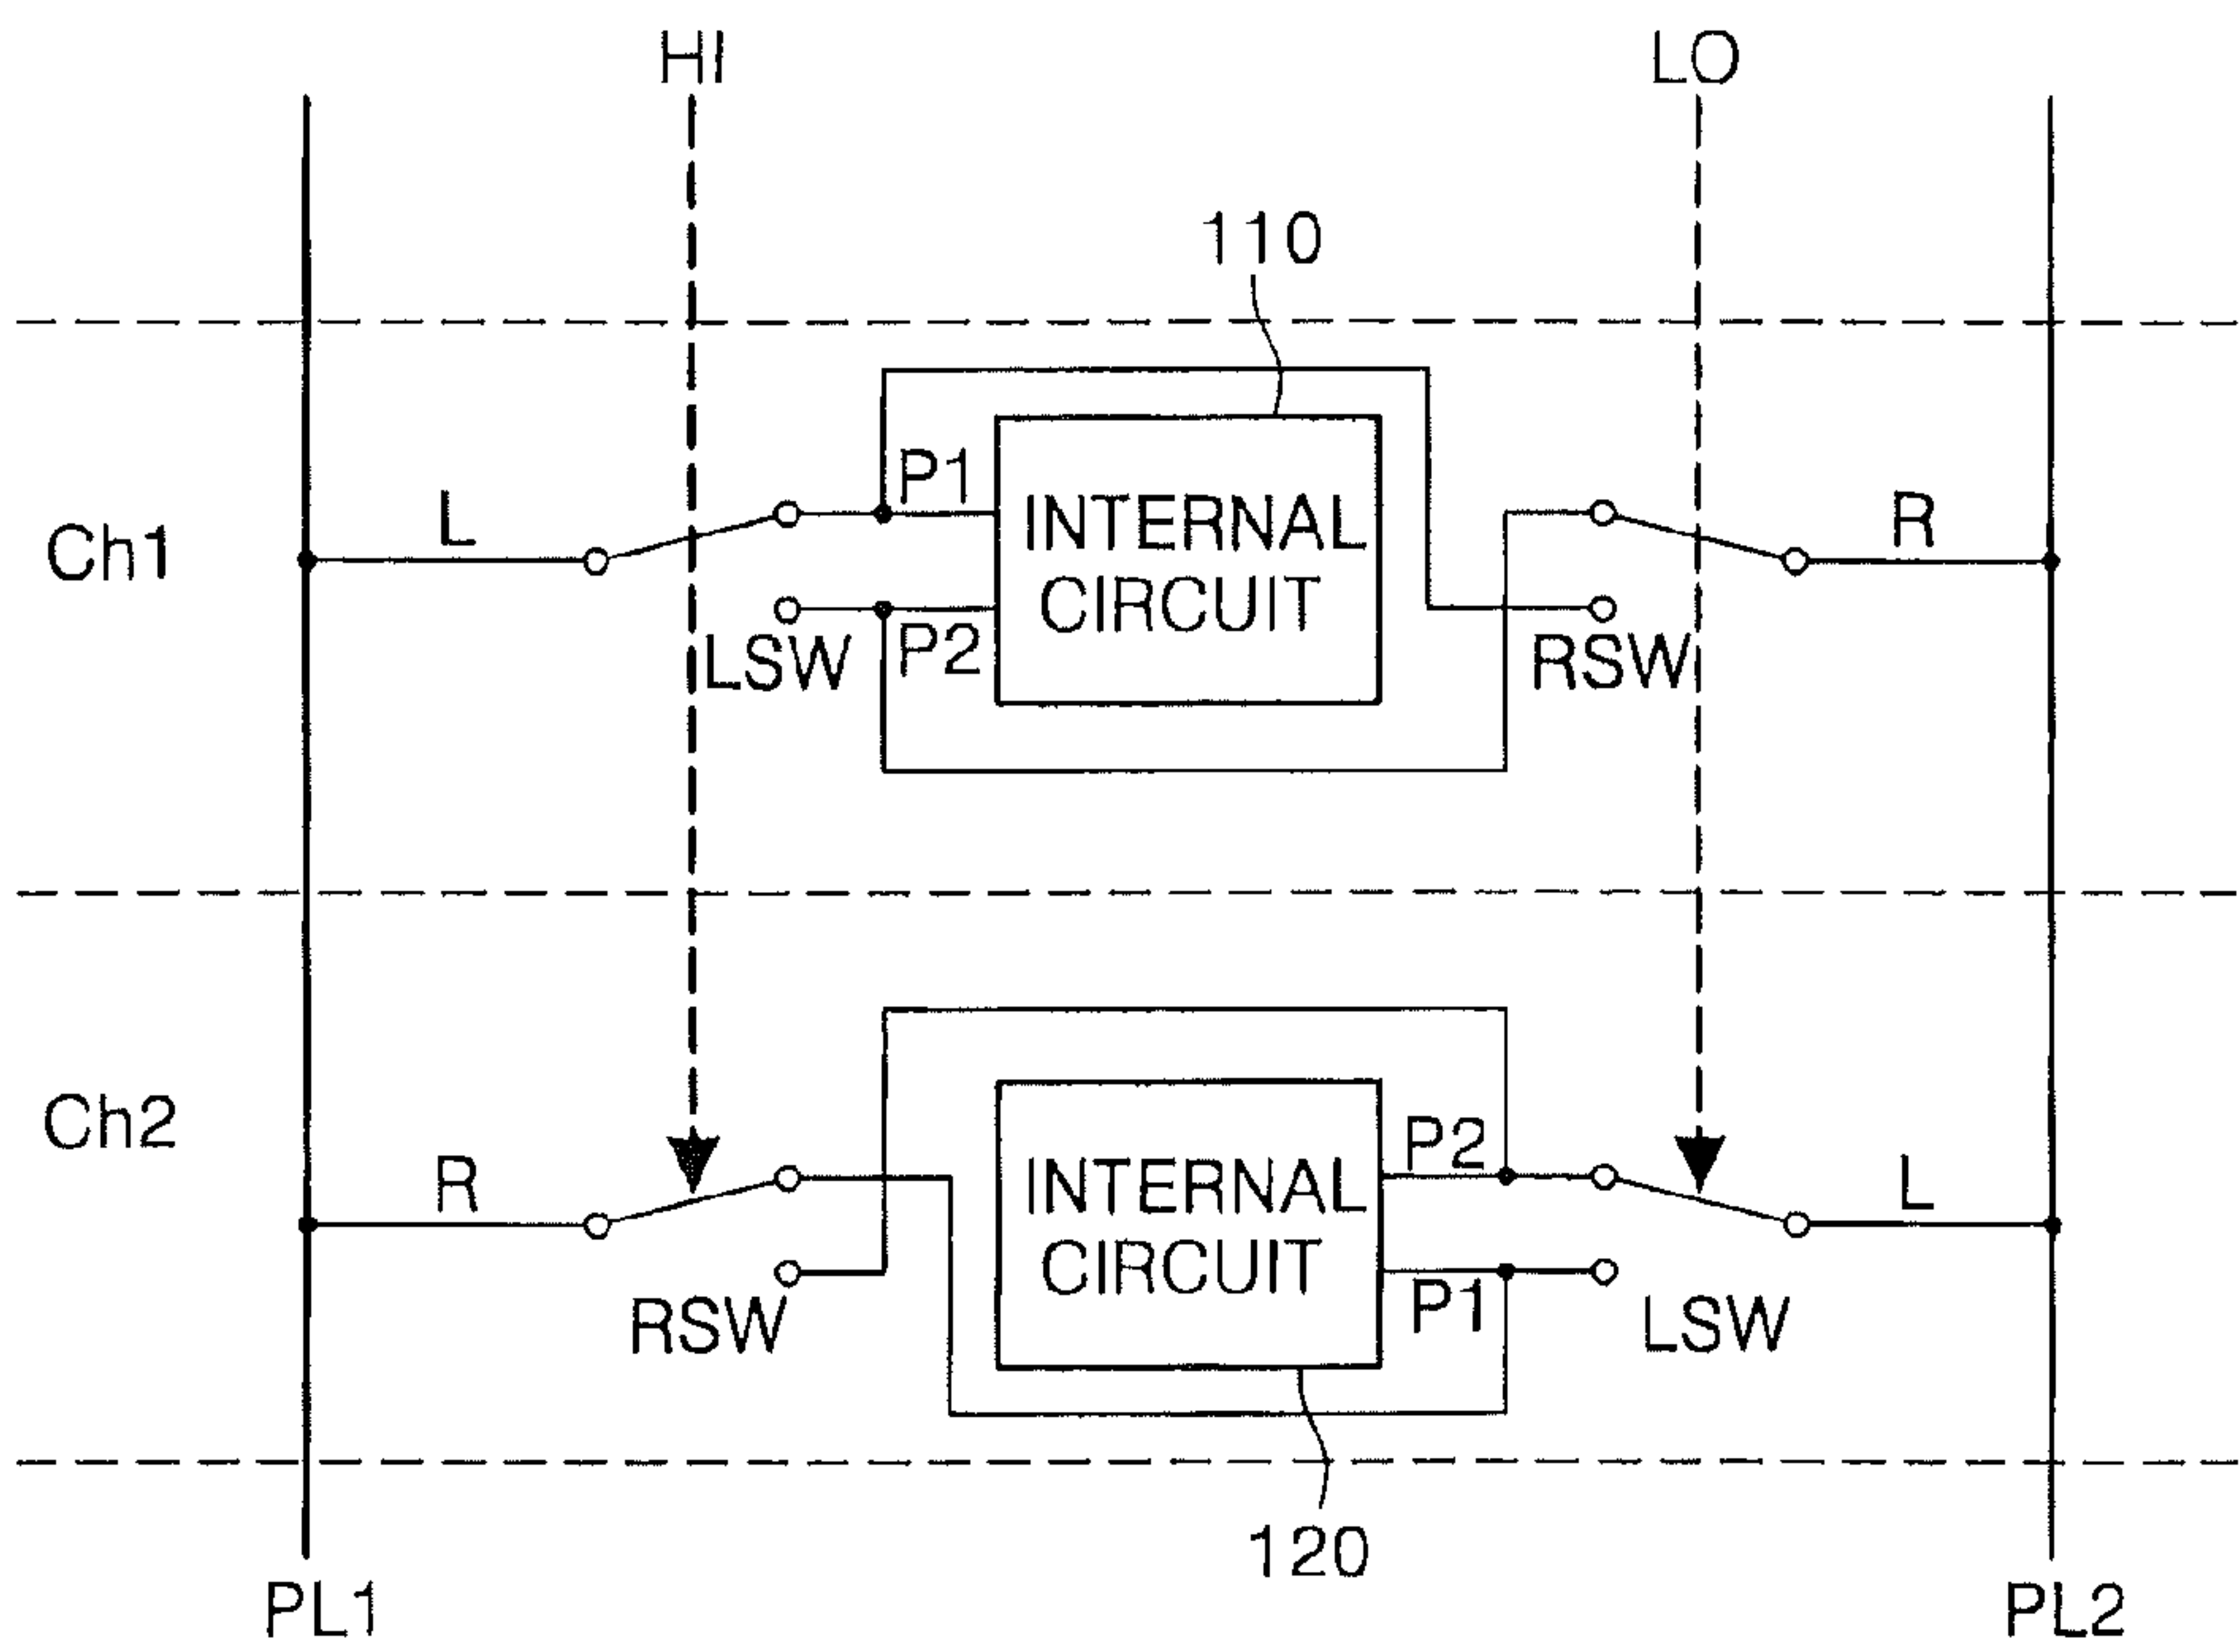 HI
LO
110
Ch1
L
P1
INTERNAL
CIRCUIT
R
LSW
P2
RSW
Ch2
R
INTERNAL
CIRCUIT
P2
L
RSW
P1
LSW
120
PL1
PL2